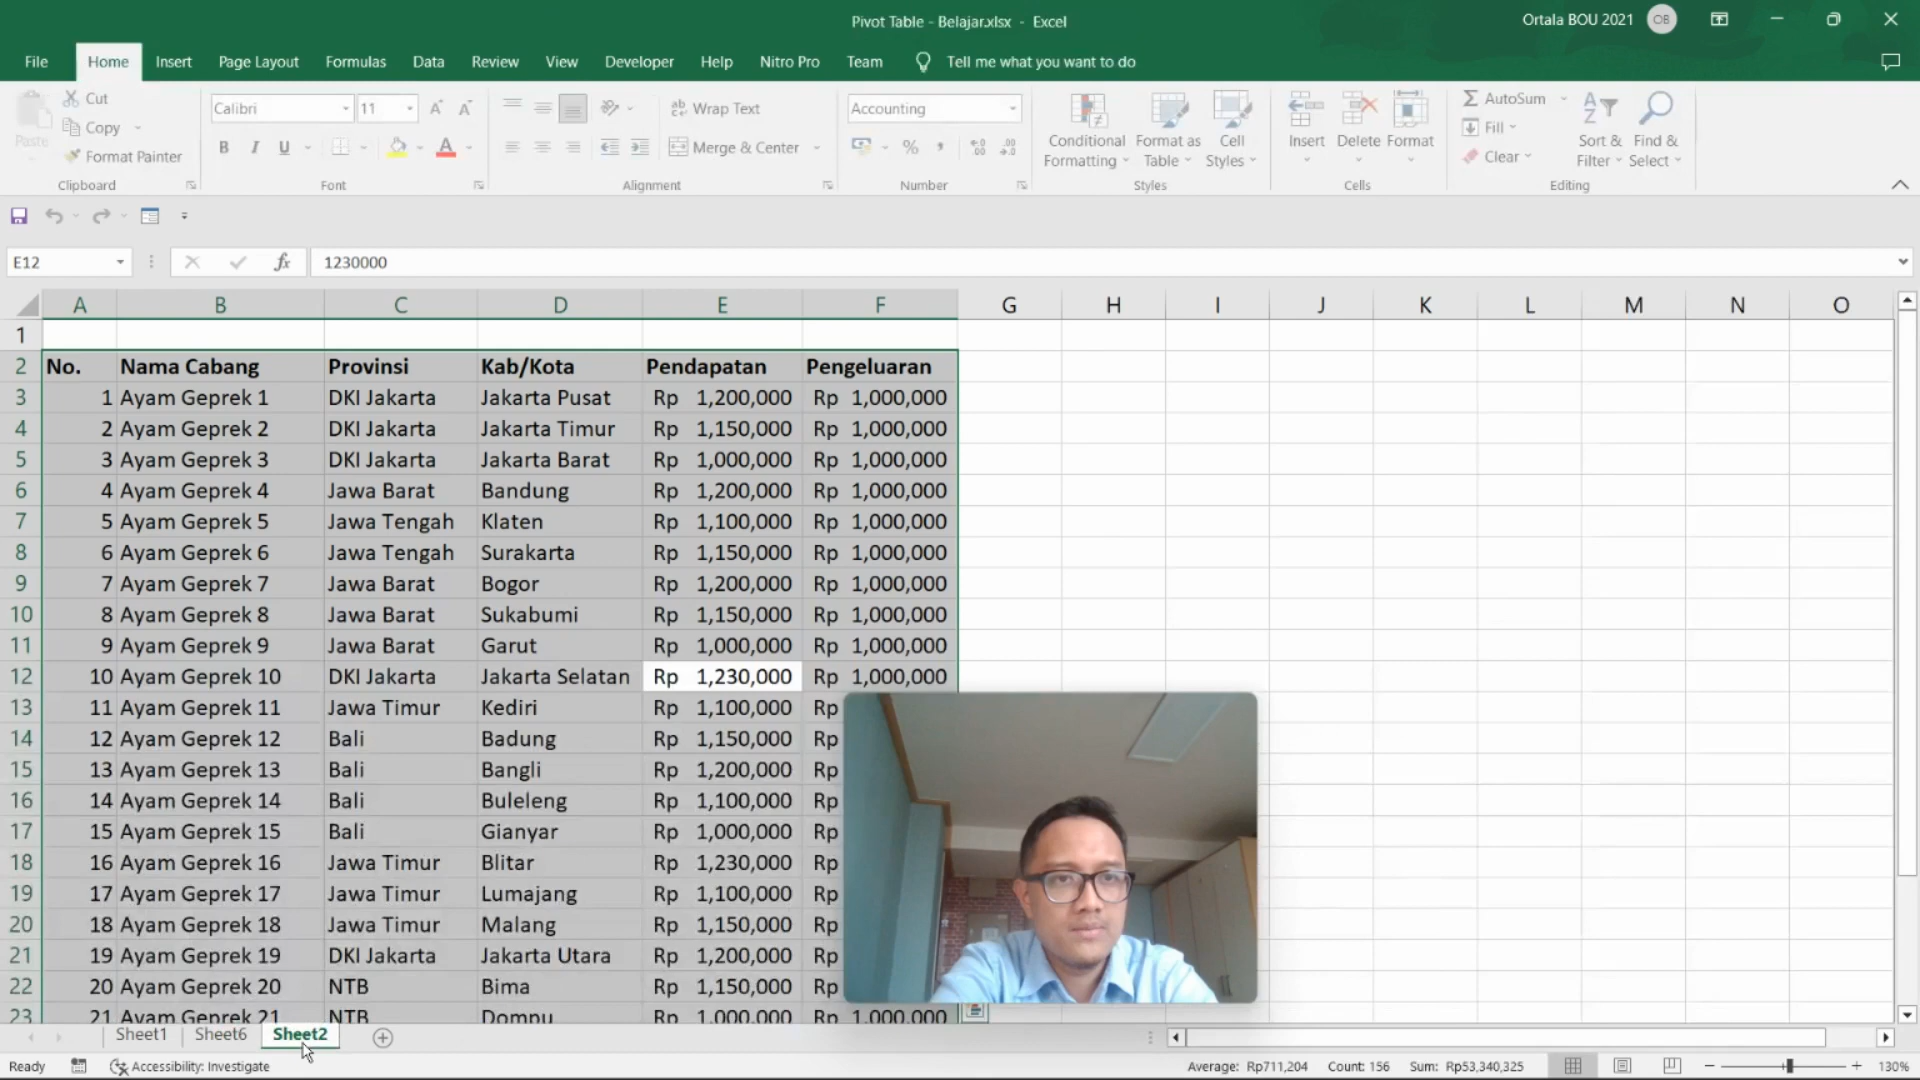 Pivot Table - Belajar.xlsx - Excel
Ortala BOU 2021
OB
File Home Insert Page Layout Formulas Data Review View Developer Help Nitro Pro Team Tell me what you want to do
Paste
Cut
Copy
Format Painter
Clipboard
Calibri 11
B I U A
Font
Wrap Text
Merge & Center
Alignment
Accounting
%
Number
Conditional Formatting
Format as Table
Cell Styles
Styles
Insert Delete Format
Cells
AutoSum
Fill
Clear
Sort & Filter
Find & Select
Editing
E12 fx 1230000
A B C D E F G H I J K L M N O
1
2 No. Nama Cabang Provinsi Kab/Kota Pendapatan Pengeluaran
3 1 Ayam Geprek 1 DKI Jakarta Jakarta Pusat Rp 1,200,000 Rp 1,000,000
4 2 Ayam Geprek 2 DKI Jakarta Jakarta Timur Rp 1,150,000 Rp 1,000,000
5 3 Ayam Geprek 3 DKI Jakarta Jakarta Barat Rp 1,000,000 Rp 1,000,000
6 4 Ayam Geprek 4 Jawa Barat Bandung Rp 1,200,000 Rp 1,000,000
7 5 Ayam Geprek 5 Jawa Tengah Klaten Rp 1,100,000 Rp 1,000,000
8 6 Ayam Geprek 6 Jawa Tengah Surakarta Rp 1,150,000 Rp 1,000,000
9 7 Ayam Geprek 7 Jawa Barat Bogor Rp 1,200,000 Rp 1,000,000
10 8 Ayam Geprek 8 Jawa Barat Sukabumi Rp 1,150,000 Rp 1,000,000
11 9 Ayam Geprek 9 Jawa Barat Garut Rp 1,000,000 Rp 1,000,000
12 10 Ayam Geprek 10 DKI Jakarta Jakarta Selatan Rp 1,230,000 Rp 1,000,000
13 11 Ayam Geprek 11 Jawa Timur Kediri Rp 1,100,000 Rp
14 12 Ayam Geprek 12 Bali Badung Rp 1,150,000 Rp
15 13 Ayam Geprek 13 Bali Bangli Rp 1,200,000 Rp
16 14 Ayam Geprek 14 Bali Buleleng Rp 1,100,000 Rp
17 15 Ayam Geprek 15 Bali Gianyar Rp 1,000,000 Rp
18 16 Ayam Geprek 16 Jawa Timur Blitar Rp 1,230,000 Rp
19 17 Ayam Geprek 17 Jawa Timur Lumajang Rp 1,100,000 Rp
20 18 Ayam Geprek 18 Jawa Timur Malang Rp 1,150,000 Rp
21 19 Ayam Geprek 19 DKI Jakarta Jakarta Utara Rp 1,200,000 Rp
22 20 Ayam Geprek 20 NTB Bima Rp 1,150,000 Rp
23 21 Ayam Geprek 21 NTB Dompu Rp 1,000,000 Rp 1,000,000
Sheet1 Sheet6 Sheet2
Ready Accessibility: Investigate Average: Rp711,204 Count: 156 Sum: Rp53,340,325 130%